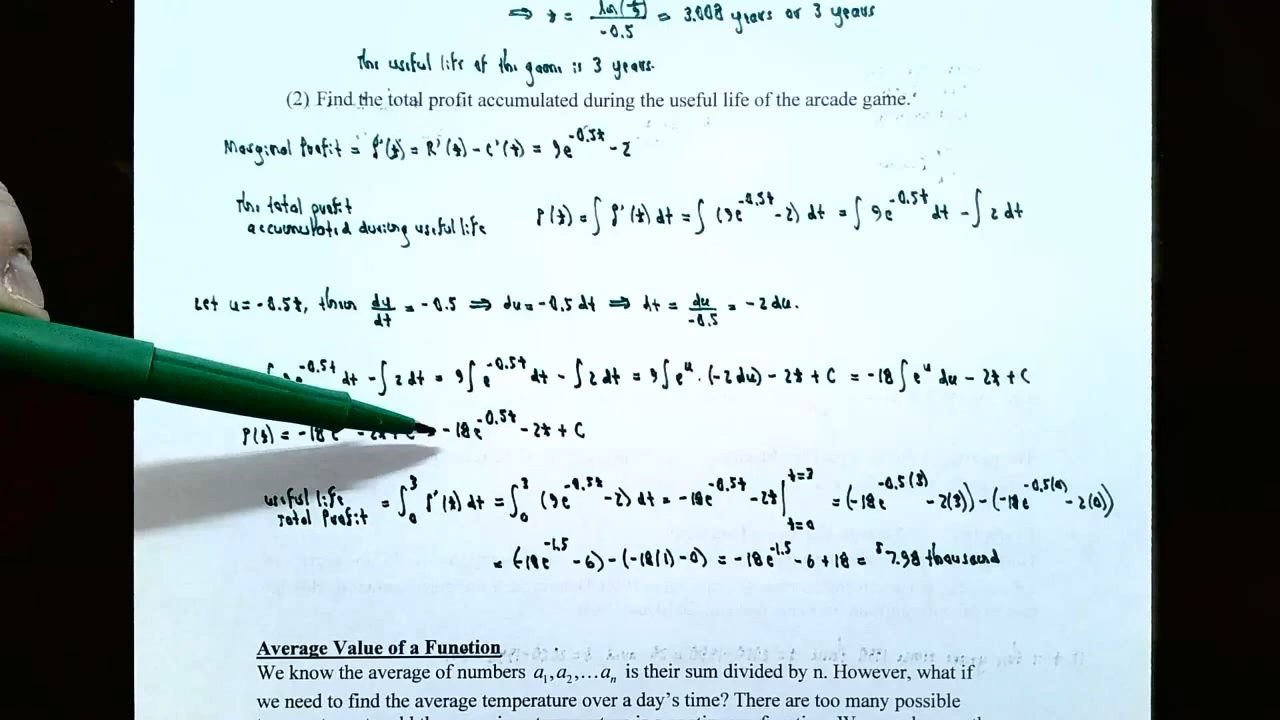 ⇒ t = ln(2/9)/-0.5 = 3.008 years or 3 years
The useful life of the game is 3 years.
(2) Find the total profit accumulated during the useful life of the arcade game.
Marginal Profit = P'(t) = R'(t) - C'(t) = 9e^{-0.5t} - 2
The total profit
accumulated during useful life
P(t) = ∫ P'(t) dt = ∫ (9e^{-0.5t} - 2) dt = ∫ 9e^{-0.5t} dt - ∫ 2 dt
Let u = -0.5t, then du/dt = -0.5 ⇒ du = -0.5 dt ⇒ dt = du/-0.5 = -2 du.
e^{-0.5t} dt - ∫ 2 dt = 9∫ e^{-0.5t} dt - ∫ 2 dt = 9∫ e^u · (-2 du) - 2t + C = -18 ∫ e^u du - 2t + C
P(t) = -18e - 2t + C = -18e^{-0.5t} - 2t + C
useful life
Total Profit
= ∫_0^3 P'(t) dt = ∫_0^3 (9e^{-0.5t} - 2) dt = -18e^{-0.5t} - 2t |_{t=0}^{t=3} = (-18e^{-0.5(3)} - 2(3)) - (-18e^{-0.5(0)} - 2(0))
= (-18e^{-1.5} - 6) - (-18(1) - 0) = -18e^{-1.5} - 6 + 18 = $7.98 thousand
Average Value of a Function
We know the average of numbers a₁,a₂,…aₙ is their sum divided by n. However, what if
we need to find the average temperature over a day's time? There are too many possible